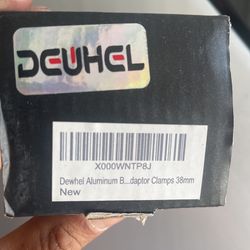 DEWHEL
X000WNTP8J
Dewhel Aluminum B...daptor Clamps 38mm
New